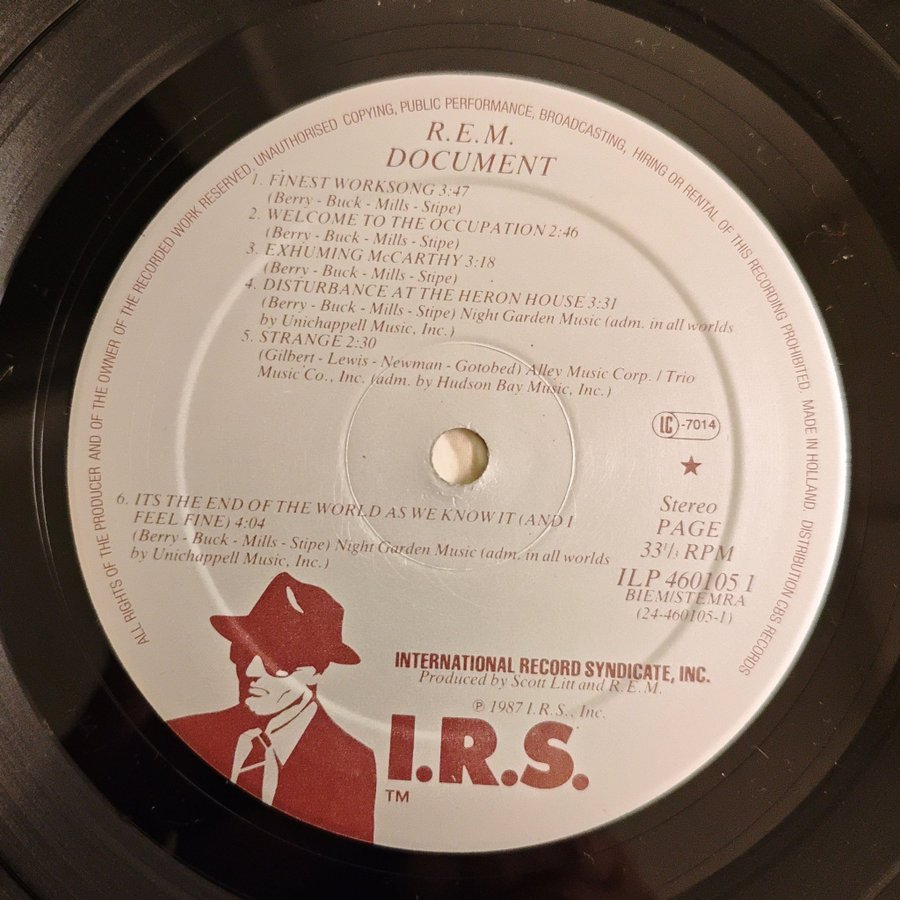 ALL RIGHTS OF THE PRODUCER AND OF THE OWNER OF THE RECORDED WORK RESERVED. UNAUTHORISED COPYING, PUBLIC PERFORMANCE, BROADCASTING, HIRING OR RENTAL OF THIS RECORDING PROHIBITED. MADE IN HOLLAND. DISTRIBUTION CBS RECORDS
R.E.M.
DOCUMENT
1. FINEST WORKSONG 3:47
(Berry - Buck - Mills - Stipe)
2. WELCOME TO THE OCCUPATION 2:46
(Berry - Buck - Mills - Stipe)
3. EXHUMING McCARTHY 3:18
(Berry - Buck - Mills - Stipe)
4. DISTURBANCE AT THE HERON HOUSE 3:31
(Berry - Buck - Mills - Stipe) Night Garden Music (adm. in all worlds
by Unichappell Music, Inc.)
5. STRANGE 2:30
(Gilbert - Lewis - Newman - Gotobed) Alley Music Corp. / Trio
Music Co., Inc. (adm. by Hudson Bay Music, Inc.)
LC -7014
★
6. ITS THE END OF THE WORLD AS WE KNOW IT (AND I
FEEL FINE) 4:04
(Berry - Buck - Mills - Stipe) Night Garden Music (adm. in all worlds
by Unichappell Music, Inc.)
Stereo
PAGE
33 1/3 RPM
ILP 460105 1
BIEM/STEMRA
(24-460105-1)
INTERNATIONAL RECORD SYNDICATE, INC.
Produced by Scott Litt and R.E.M.
℗ 1987 I.R.S., Inc.
I.R.S.
TM